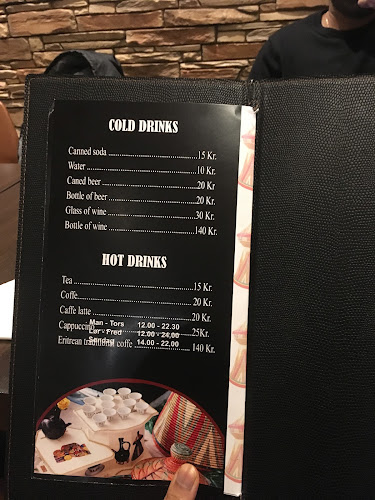 COLD DRINKS
Canned soda ........................................15 Kr.
Water ..................................................10 Kr.
Caned beer ...........................................20 Kr
Bottle of beer .......................................20 Kr.
Glass of wine .......................................30 Kr.
Bottle of wine .....................................140 Kr.
HOT DRINKS
Tea .....................................................15 Kr.
Coffe...................................................20 Kr.
Caffe latte ...........................................20 Kr.
Man - Tors 12.00 - 22.30
Cappuccino ..........................................25Kr.
Lør - Fred 12.00 - 24.00
Søndag 14.00 - 22.00
Eritrean traditional coffe .....................140 Kr.